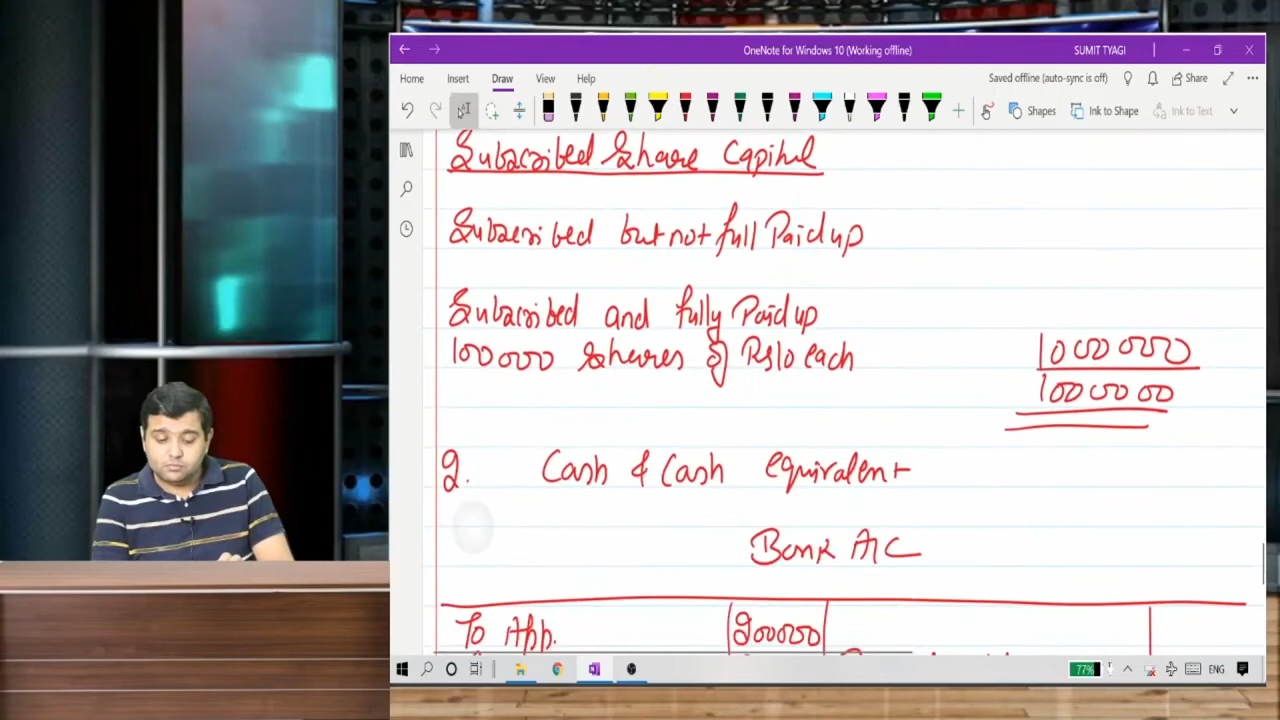 OneNote for Windows 10 (Working offline)
SUMIT TYAGI
Home Insert Draw View Help
Saved offline (auto-sync is off)
Share
Shapes
Ink to Shape
Ink to Text
Subscribed Share Capital
Subscribed but not full Paid up
Subscribed and fully Paid up
100000 Shares of Rs10 each
1000000
1000000
2. Cash & Cash equivalent
Bank A/C
To App. 200000
77%
ENG